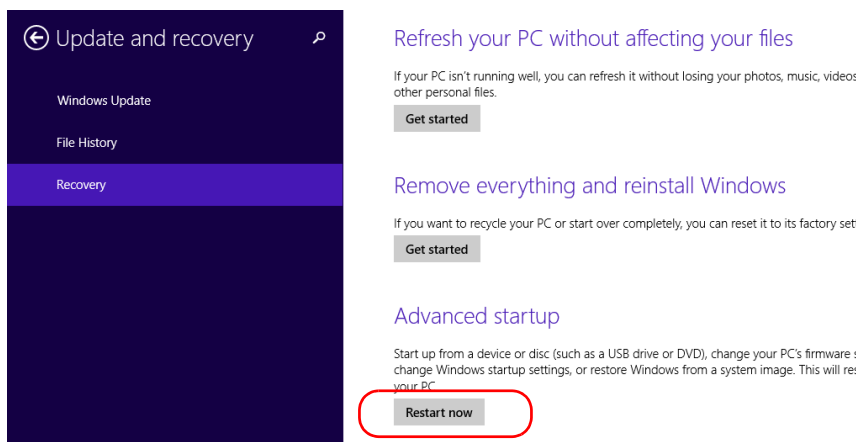 Update and recovery
Windows Update
File History
Recovery
Refresh your PC without affecting your files
If your PC isn't running well, you can refresh it without losing your photos, music, videos
other personal files.
Get started
Remove everything and reinstall Windows
If you want to recycle your PC or start over completely, you can reset it to its factory
Get started
Advanced startup
Start up from a device or disc (such as a USB drive or DVD), change your PC's firmware
change Windows startup settings, or restore Windows from a system image. This will
your PC
Restart now